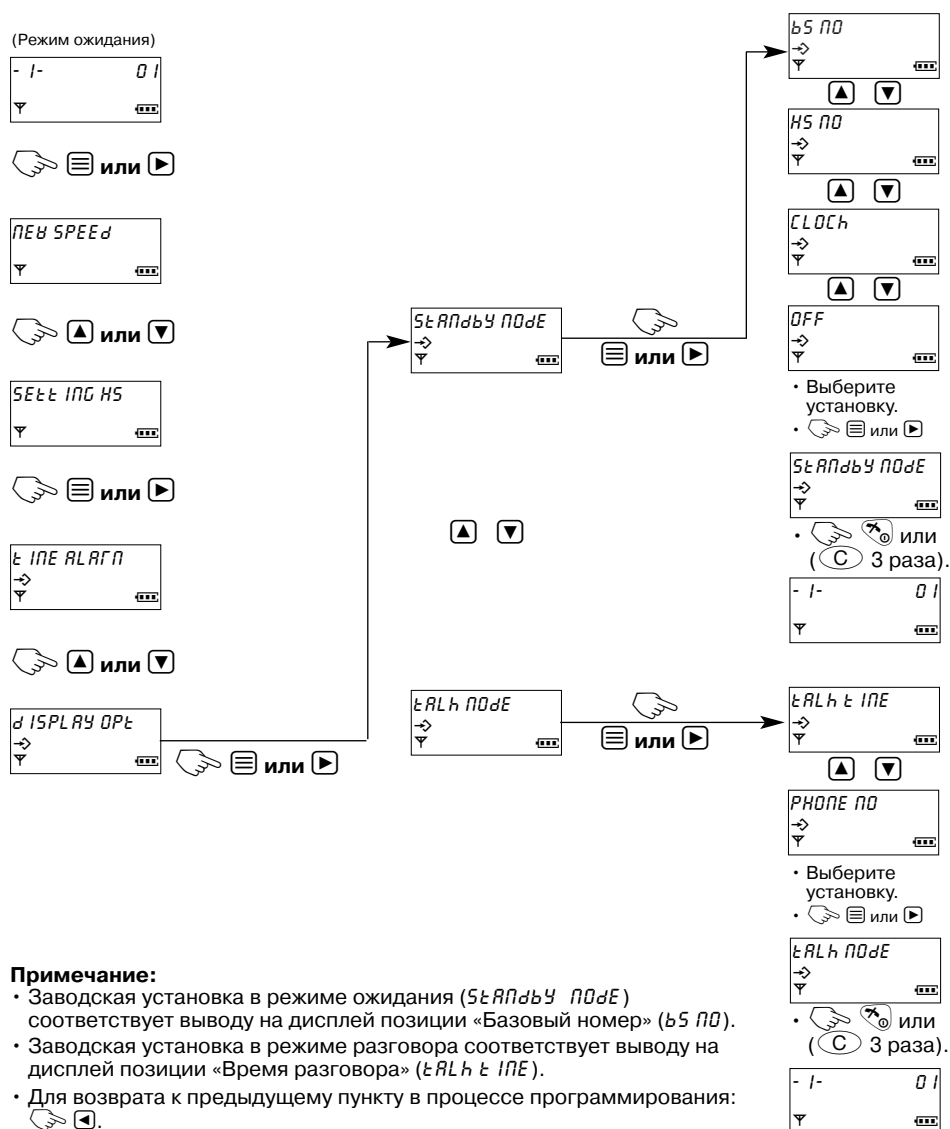 (Режим ожидания)
- 1- 01
или
NEW SPEEd
или
SEttING HS
или
tIME ALArM
или
dISPLAY OPt
или
StANdbY MOdE
или
tALk MOdE
или
bS NO
HS NO
CLOCk
OFF
• Выберите
установку.
• или
StANdbY MOdE
• или
(C 3 раза).
- 1- 01
tALk tIME
PHONE NO
• Выберите
установку.
• или
tALk MOdE
• или
(C 3 раза).
- 1- 01
Примечание:
• Заводская установка в режиме ожидания (StANdbY MOdE)
соответствует выводу на дисплей позиции «Базовый номер» (bS NO).
• Заводская установка в режиме разговора соответствует выводу на
дисплей позиции «Время разговора» (tALk tIME).
• Для возврата к предыдущему пункту в процессе программирования:
.